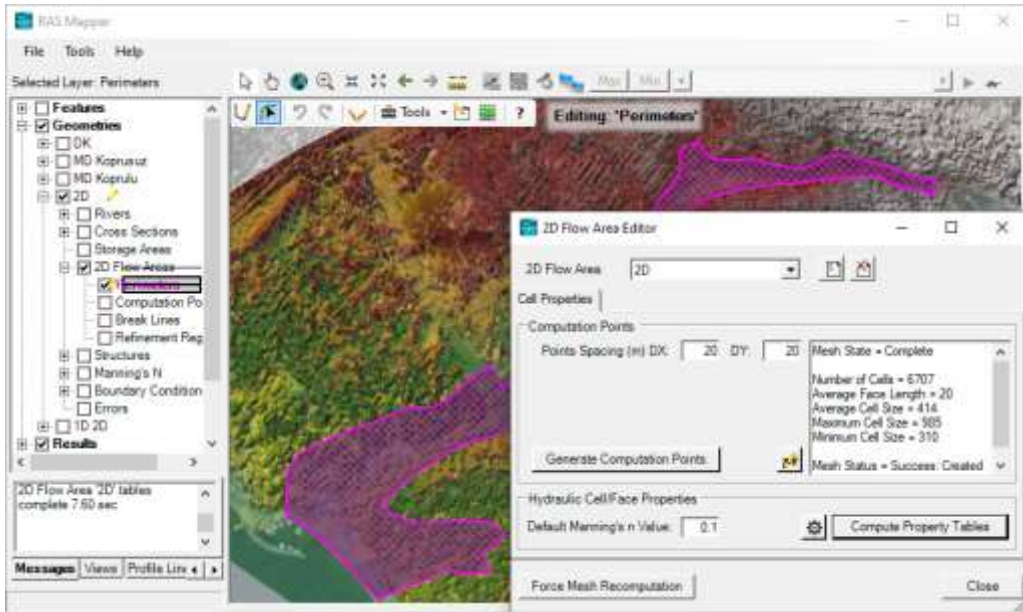 RAS Mapper
File Tools Help
Selected Layer: Perimeters
Max Min
Features
Geometries
DK
MD Koprusuz
MD Koprulu
2D
Rivers
Cross Sections
Storage Areas
2D Flow Areas
Perimeters
Computation Po
Break Lines
Refinement Reg
Structures
Manning's N
Boundary Condition
Errors
1D 2D
Results
2D Flow Area '2D' tables
complete 7.60 sec
Messages Views Profile Line
Tools ?
Editing: 'Perimeters'
2D Flow Area Editor
2D Flow Area 2D
Cell Properties
Computation Points
Points Spacing (m) DX: 20 DY: 20
Generate Computation Points
Mesh State = Complete
Number of Cells = 6707
Average Face Length = 20
Average Cell Size = 414
Maximum Cell Size = 985
Minimum Cell Size = 310
Mesh Status = Success: Created
Hydraulic Cell/Face Properties
Default Manning's n Value: 0.1
Compute Property Tables
Force Mesh Recomputation
Close